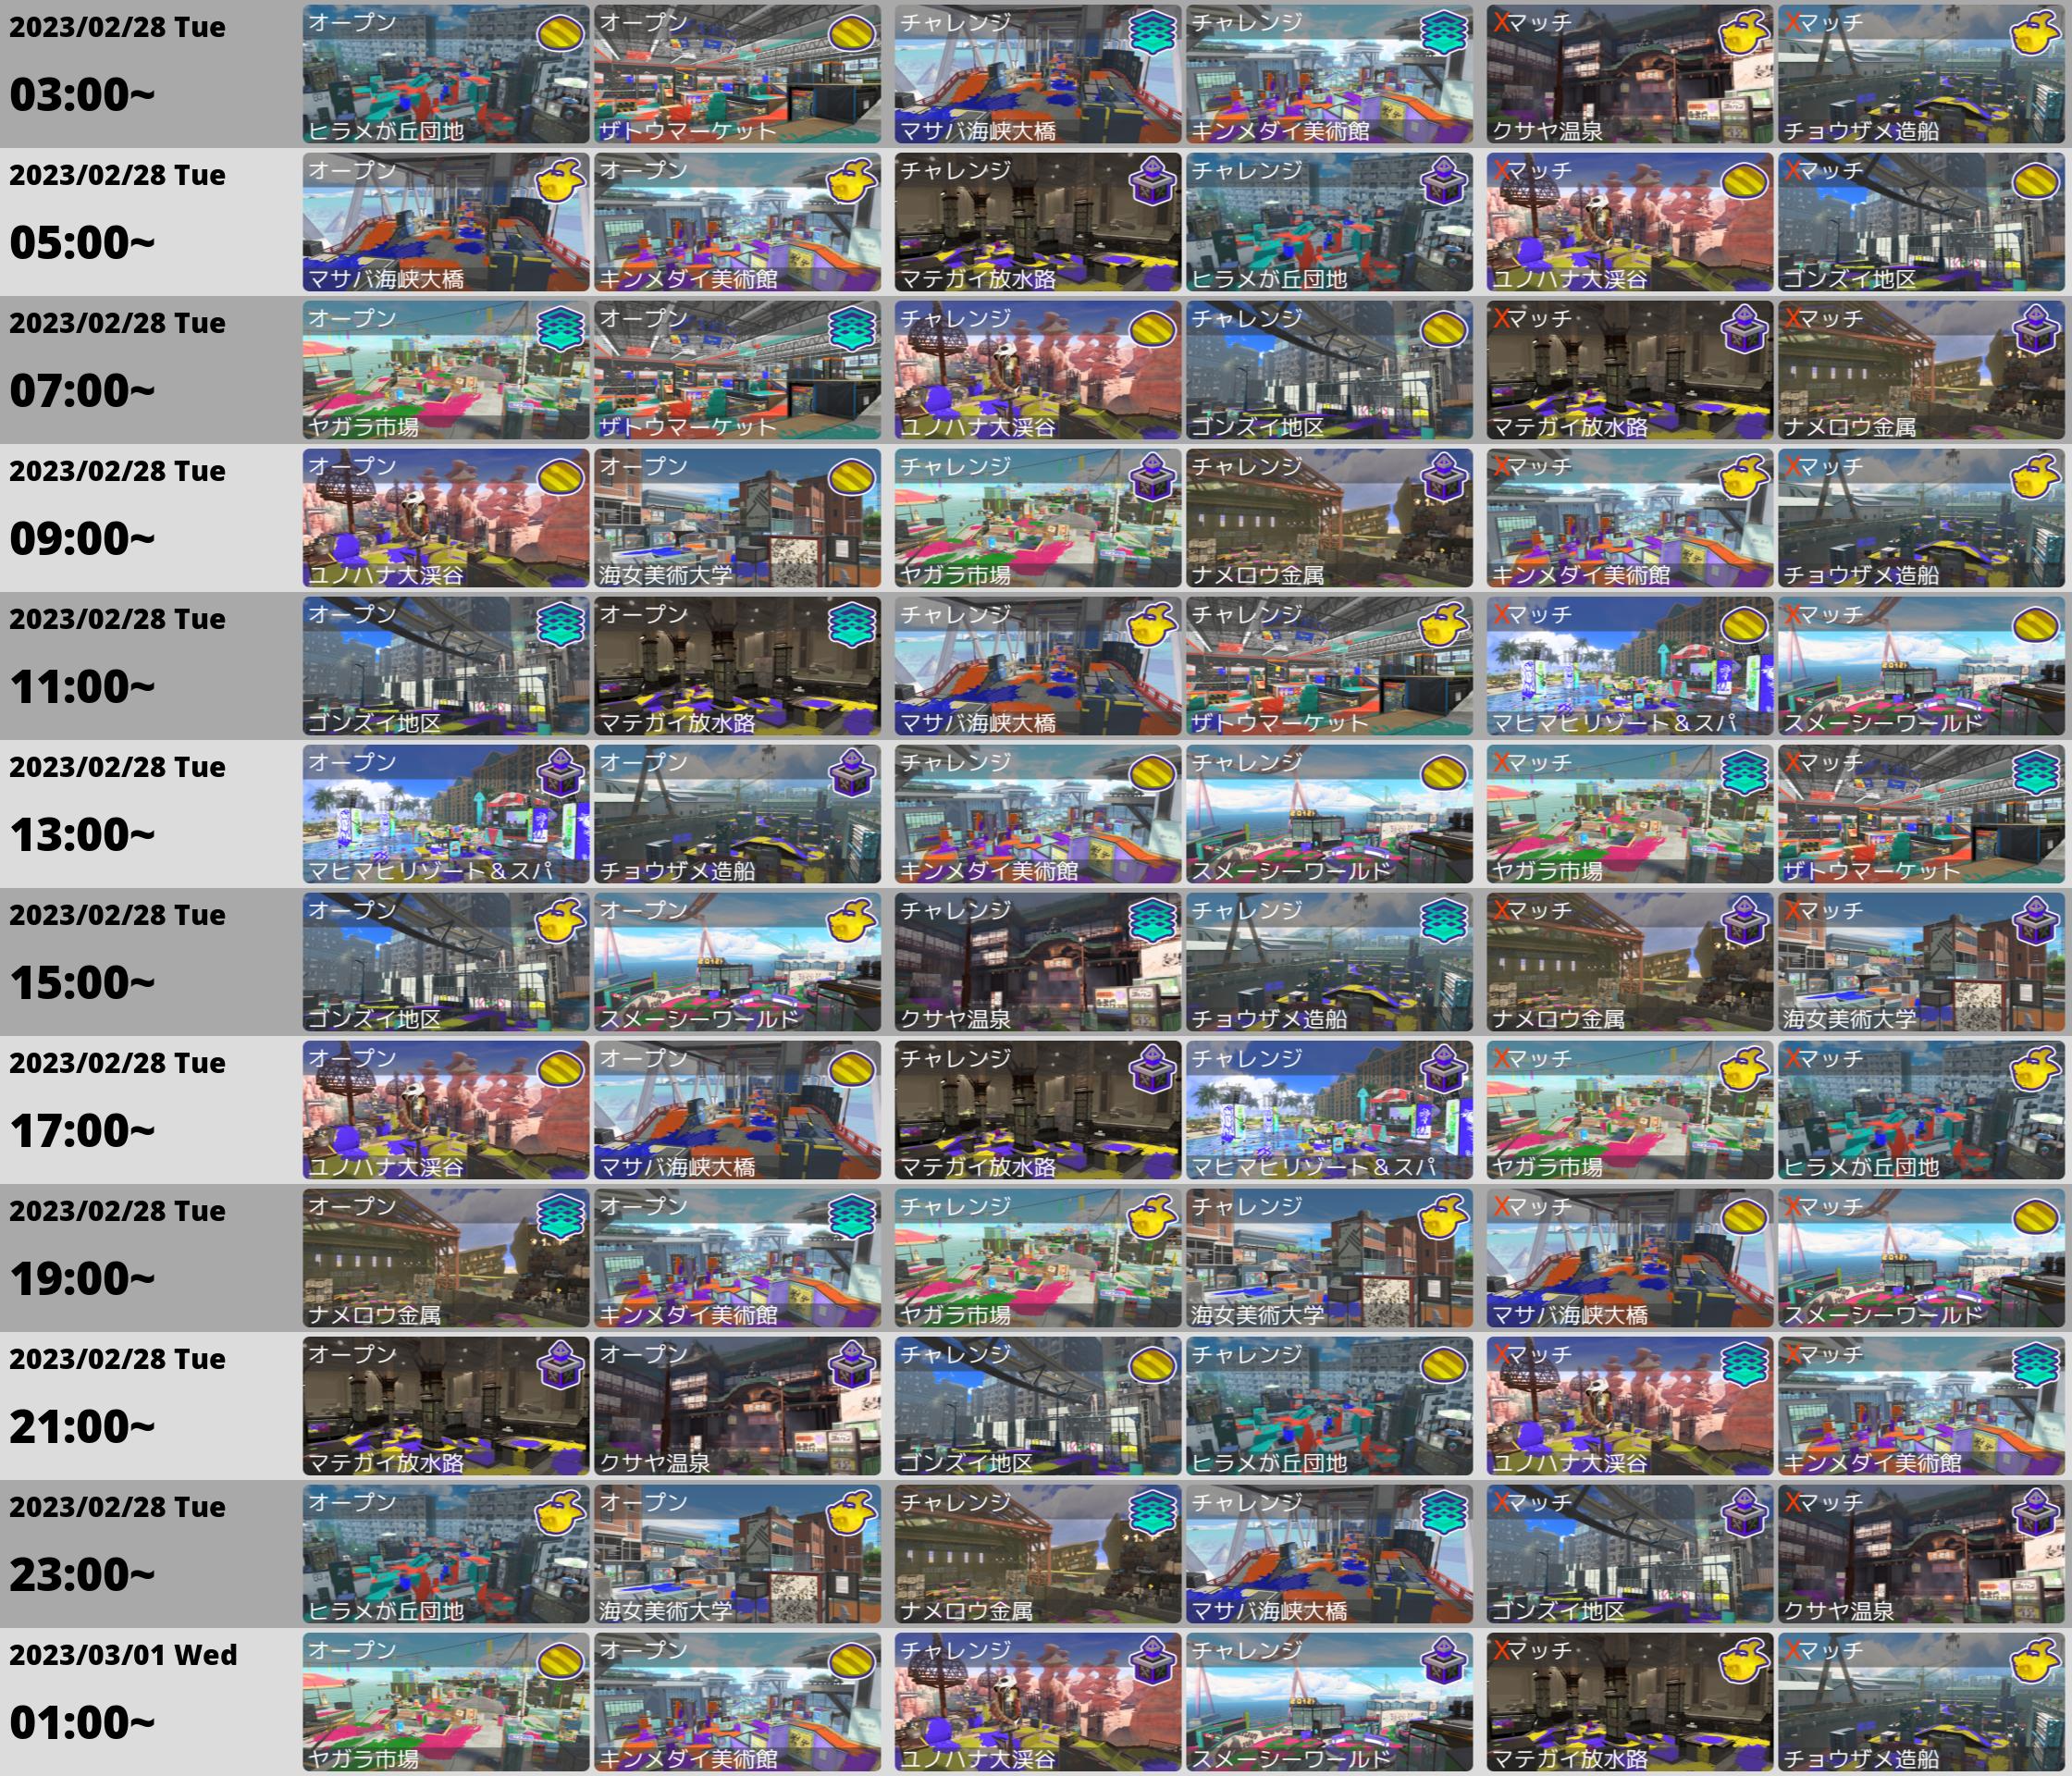 2023/02/28 Tue
03:00~
オープン オープン チャレンジ チャレンジ Xマッチ Xマッチ
ヒラメが丘団地 ザトウマーケット マサバ海峡大橋 キンメダイ美術館 クサヤ温泉 チョウザメ造船
2023/02/28 Tue
05:00~
オープン オープン チャレンジ チャレンジ Xマッチ Xマッチ
マサバ海峡大橋 キンメダイ美術館 マテガイ放水路 ヒラメが丘団地 ユノハナ大渓谷 ゴンズイ地区
2023/02/28 Tue
07:00~
オープン オープン チャレンジ チャレンジ Xマッチ Xマッチ
ヤガラ市場 ザトウマーケット ユノハナ大渓谷 ゴンズイ地区 マテガイ放水路 ナメロウ金属
2023/02/28 Tue
09:00~
オープン オープン チャレンジ チャレンジ Xマッチ Xマッチ
ユノハナ大渓谷 海女美術大学 ヤガラ市場 ナメロウ金属 キンメダイ美術館 チョウザメ造船
2023/02/28 Tue
11:00~
オープン オープン チャレンジ チャレンジ Xマッチ Xマッチ
ゴンズイ地区 マテガイ放水路 マサバ海峡大橋 ザトウマーケット マヒマヒリゾート＆スパ スメーシーワールド
2023/02/28 Tue
13:00~
オープン オープン チャレンジ チャレンジ Xマッチ Xマッチ
マヒマヒリゾート＆スパ チョウザメ造船 キンメダイ美術館 スメーシーワールド ヤガラ市場 ザトウマーケット
2023/02/28 Tue
15:00~
オープン オープン チャレンジ チャレンジ Xマッチ Xマッチ
ゴンズイ地区 スメーシーワールド クサヤ温泉 チョウザメ造船 ナメロウ金属 海女美術大学
2023/02/28 Tue
17:00~
オープン オープン チャレンジ チャレンジ Xマッチ Xマッチ
ユノハナ大渓谷 マサバ海峡大橋 マテガイ放水路 マヒマヒリゾート＆スパ ヤガラ市場 ヒラメが丘団地
2023/02/28 Tue
19:00~
オープン オープン チャレンジ チャレンジ Xマッチ Xマッチ
ナメロウ金属 キンメダイ美術館 ヤガラ市場 海女美術大学 マサバ海峡大橋 スメーシーワールド
2023/02/28 Tue
21:00~
オープン オープン チャレンジ チャレンジ Xマッチ Xマッチ
マテガイ放水路 クサヤ温泉 ゴンズイ地区 ヒラメが丘団地 ユノハナ大渓谷 キンメダイ美術館
2023/02/28 Tue
23:00~
オープン オープン チャレンジ チャレンジ Xマッチ Xマッチ
ヒラメが丘団地 海女美術大学 ナメロウ金属 マサバ海峡大橋 ゴンズイ地区 クサヤ温泉
2023/03/01 Wed
01:00~
オープン オープン チャレンジ チャレンジ Xマッチ Xマッチ
ヤガラ市場 キンメダイ美術館 ユノハナ大渓谷 スメーシーワールド マテガイ放水路 チョウザメ造船